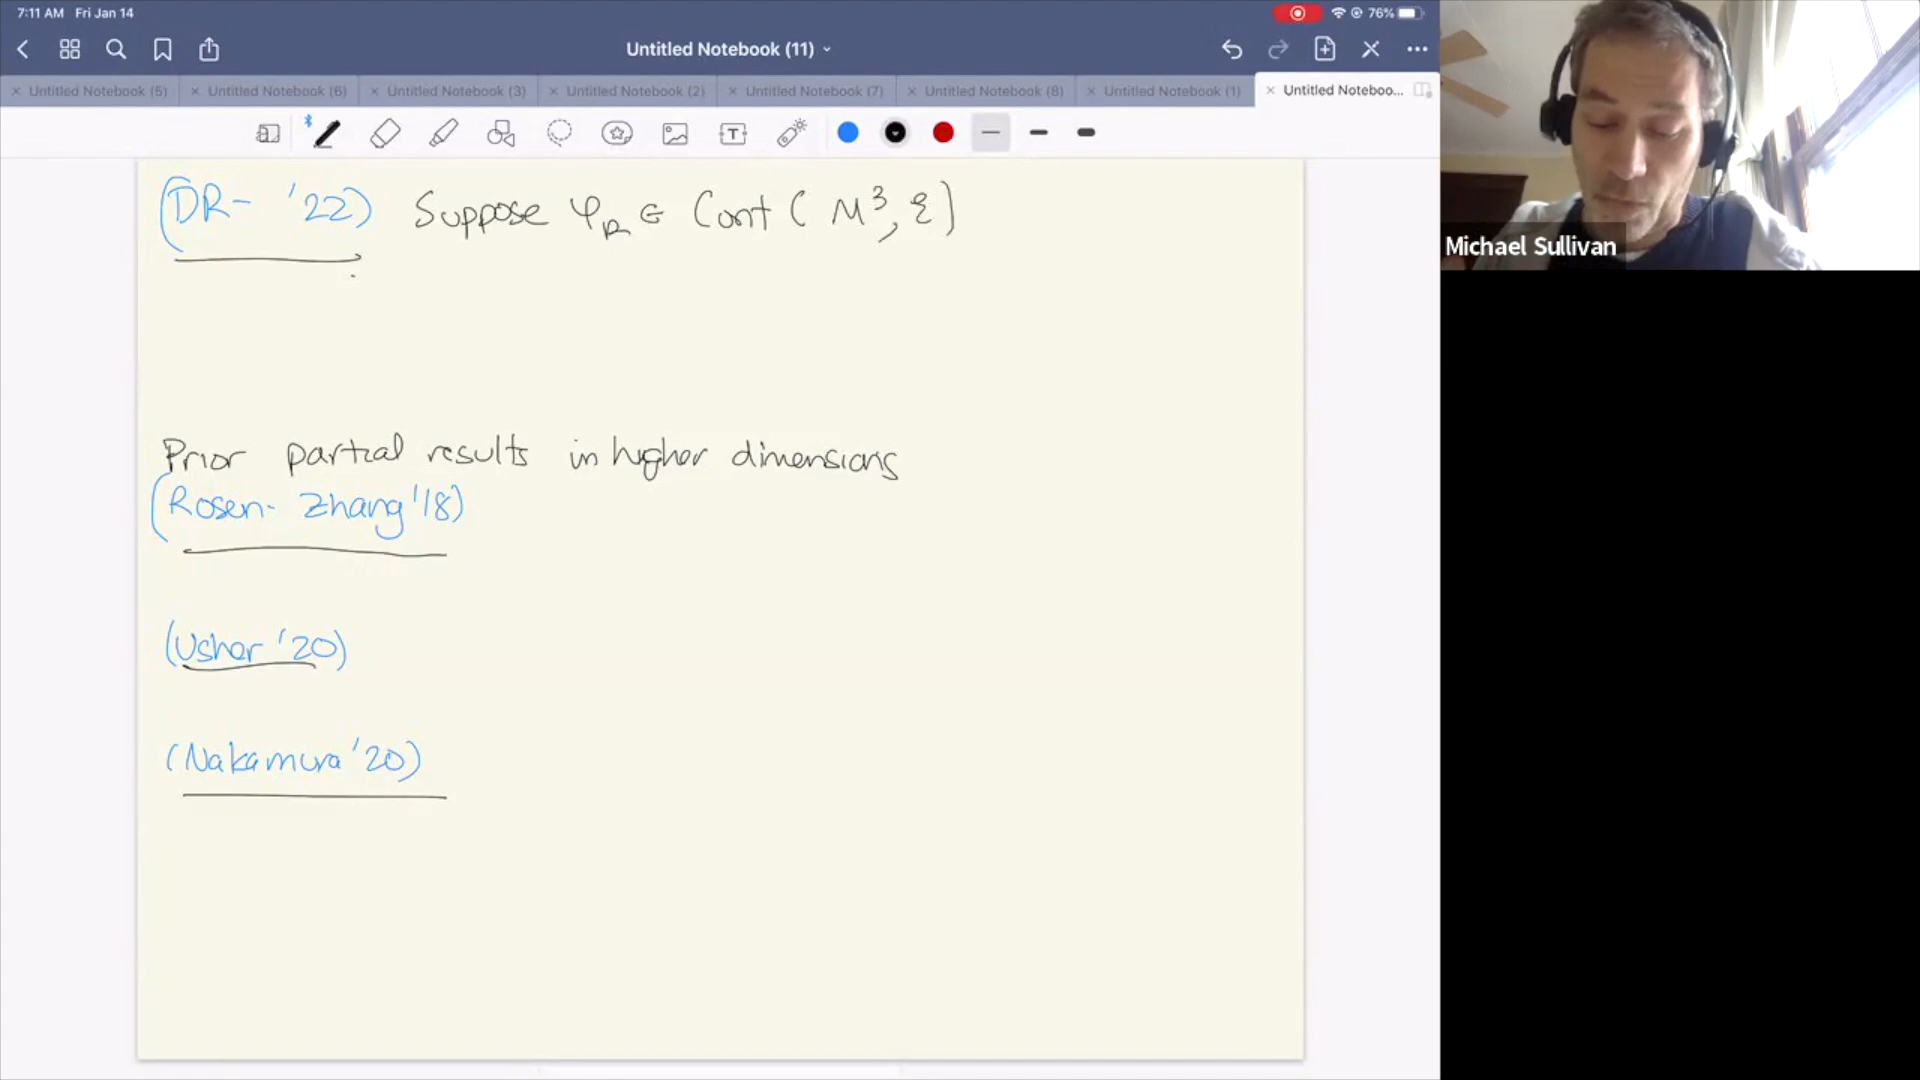 7:11 AM Fri Jan 14
76%
Untitled Notebook (11)
Untitled Notebook (5)
Untitled Notebook (6)
Untitled Notebook (3)
Untitled Notebook (2)
Untitled Notebook (7)
Untitled Notebook (8)
Untitled Notebook (1)
Untitled Noteboo...
Michael Sullivan
(DR- '22) Suppose φ_k ∈ Cont(M³, ξ)
Prior partial results in higher dimensions
(Rosen-Zhang '18)
(Usher '20)
(Nakamura '20)